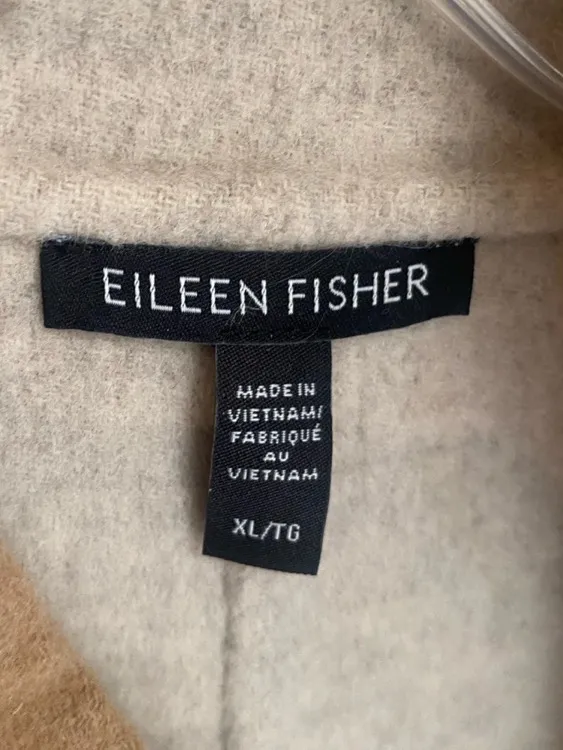 EILEEN FISHER
MADE IN
VIETNAM/
FABRIQUÉ
AU
VIETNAM
XL/TG